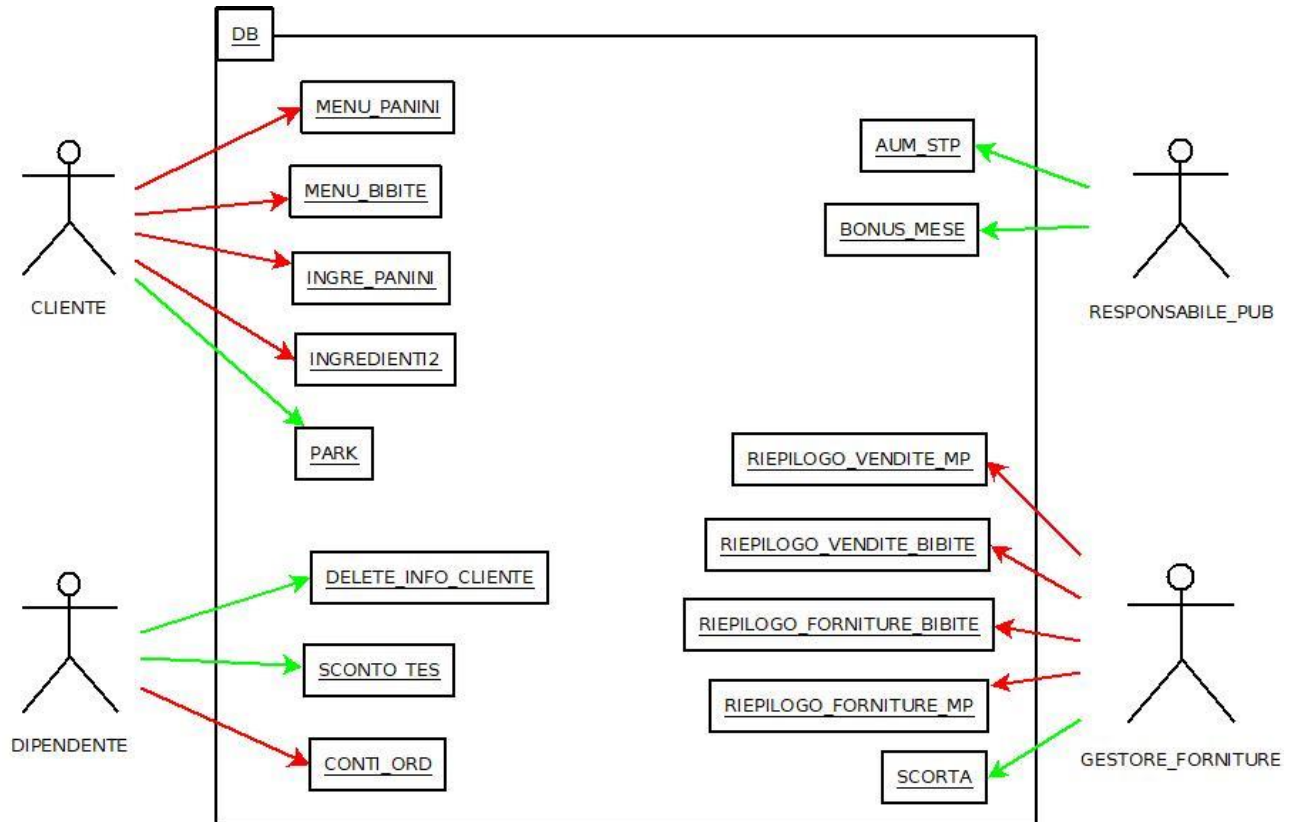 DB
MENU_PANINI
MENU_BIBITE
INGRE_PANINI
INGREDIENTI2
PARK
CLIENTE
AUM_STP
BONUS_MESE
RESPONSABILE_PUB
DELETE_INFO_CLIENTE
SCONTO_TES
CONTI_ORD
DIPENDENTE
RIEPILOGO_VENDITE_MP
RIEPILOGO_VENDITE_BIBITE
RIEPILOGO_FORNITURE_BIBITE
RIEPILOGO_FORNITURE_MP
SCORTA
GESTORE_FORNITURE